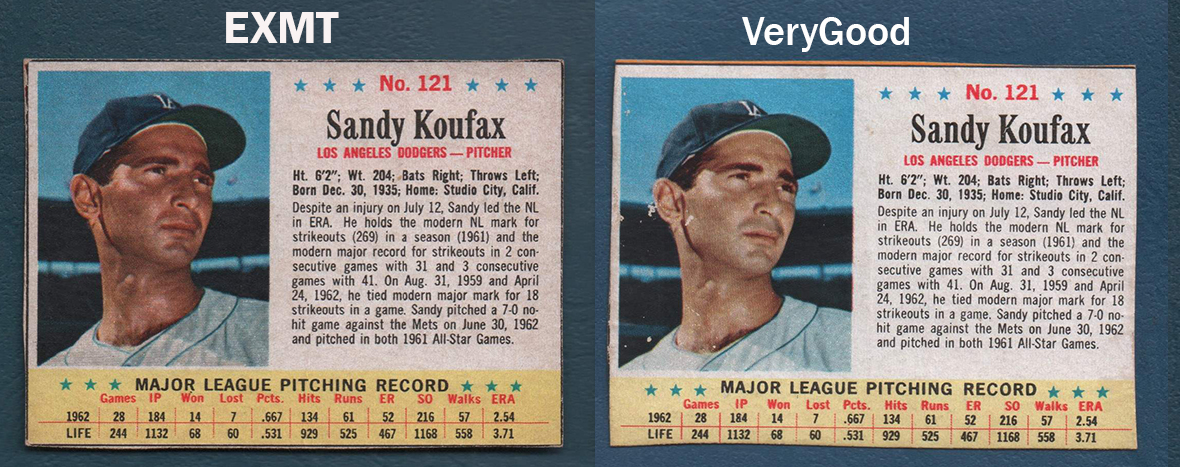 EXMT
★ ★ ★ No. 121 ★ ★ ★
Sandy Koufax
LOS ANGELES DODGERS — PITCHER
Ht. 6'2"; Wt. 204; Bats Right; Throws Left;
Born Dec. 30, 1935; Home: Studio City, Calif.
Despite an injury on July 12, Sandy led the NL
in ERA. He holds the modern NL mark for
strikeouts (269) in a season (1961) and the
modern major record for strikeouts in 2 con-
secutive games with 31 and 3 consecutive
games with 41. On Aug. 31, 1959 and April
24, 1962, he tied modern major mark for 18
strikeouts in a game. Sandy pitched a 7-0 no-
hit game against the Mets on June 30, 1962
and pitched in both 1961 All-Star Games.
★ ★ ★ MAJOR LEAGUE PITCHING RECORD ★ ★ ★
Games IP Won Lost Pcts. Hits Runs ER SO Walks ERA
1962 28 184 14 7 .667 134 61 52 216 57 2.54
LIFE 244 1132 68 60 .531 929 525 467 1168 558 3.71
VeryGood
★ ★ ★ No. 121 ★ ★ ★
Sandy Koufax
LOS ANGELES DODGERS — PITCHER
Ht. 6'2"; Wt. 204; Bats Right; Throws Left;
Born Dec. 30, 1935; Home: Studio City, Calif.
Despite an injury on July 12, Sandy led the NL
in ERA. He holds the modern NL mark for
strikeouts (269) in a season (1961) and the
modern major record for strikeouts in 2 con-
secutive games with 31 and 3 consecutive
games with 41. On Aug. 31, 1959 and April
24, 1962, he tied modern major mark for 18
strikeouts in a game. Sandy pitched a 7-0 no-
hit game against the Mets on June 30, 1962
and pitched in both 1961 All-Star Games.
★ ★ ★ MAJOR LEAGUE PITCHING RECORD ★ ★ ★
Games IP Won Lost Pcts. Hits Runs ER SO Walks ERA
1962 28 184 14 7 .667 134 61 52 216 57 2.54
LIFE 244 1132 68 60 .531 929 525 467 1168 558 3.71